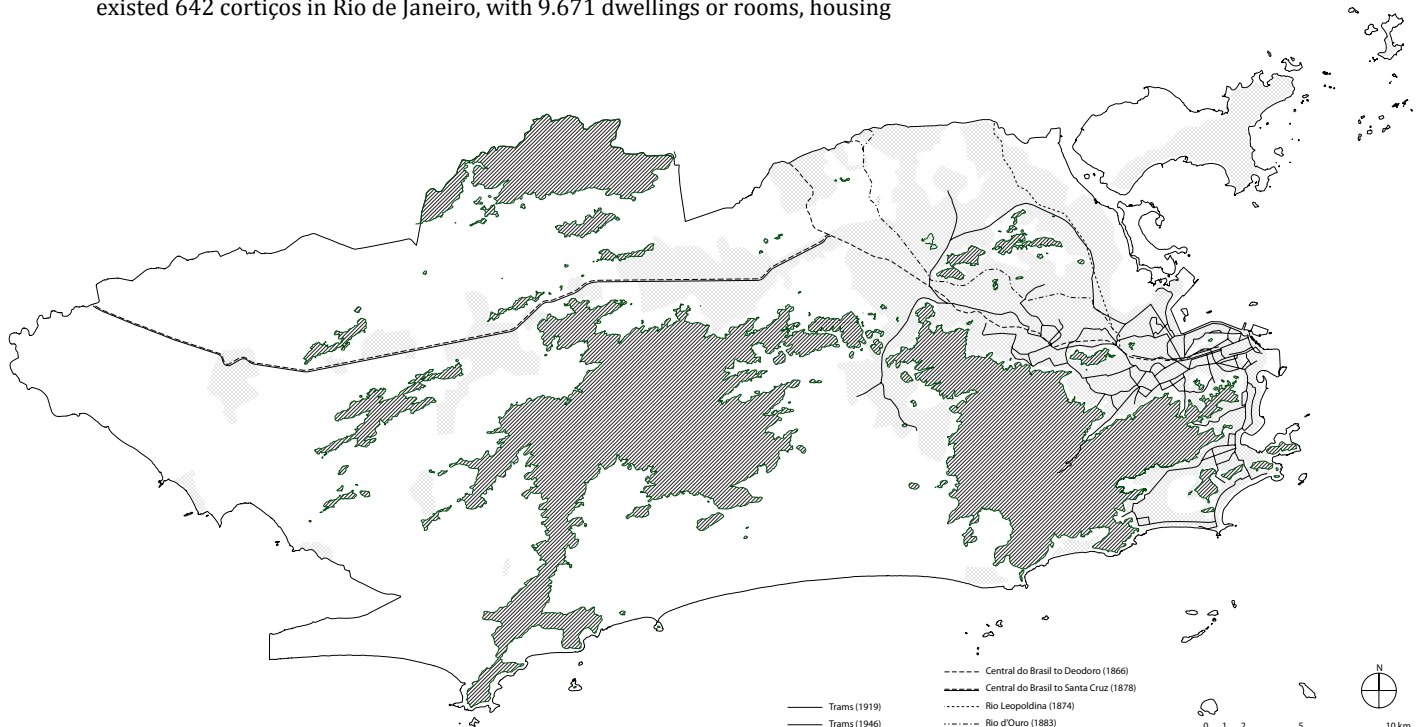 existed 642 cortiços in Rio de Janeiro, with 9.671 dwellings or rooms, housing
Central do Brasil to Deodoro (1866)
Central do Brasil to Santa Cruz (1878)
Trams (1919)
Rio Leopoldina (1874)
Trams (1946)
Rio d'Ouro (1883)
N
0 1 2 5 10 km